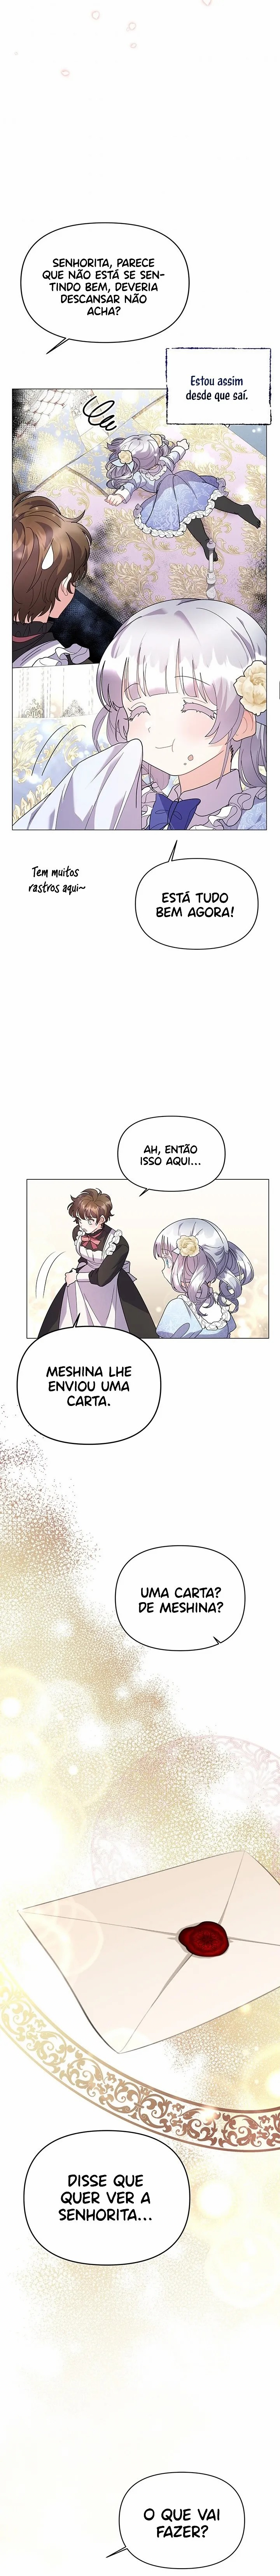 SENHORITA, PARECE
QUE NÃO ESTÁ SE SEN-
TINDO BEM, DEVERIA
DESCANSAR NÃO
ACHA?
Estou assim
desde que saí.
Tem muitos
rastros aqui~
ESTÁ TUDO
BEM AGORA!
AH, ENTÃO
ISSO AQUI...
MESHINA LHE
ENVIOU UMA
CARTA.
UMA CARTA?
DE MESHINA?
DISSE QUE
QUER VER A
SENHORITA...
O QUE VAI
FAZER?